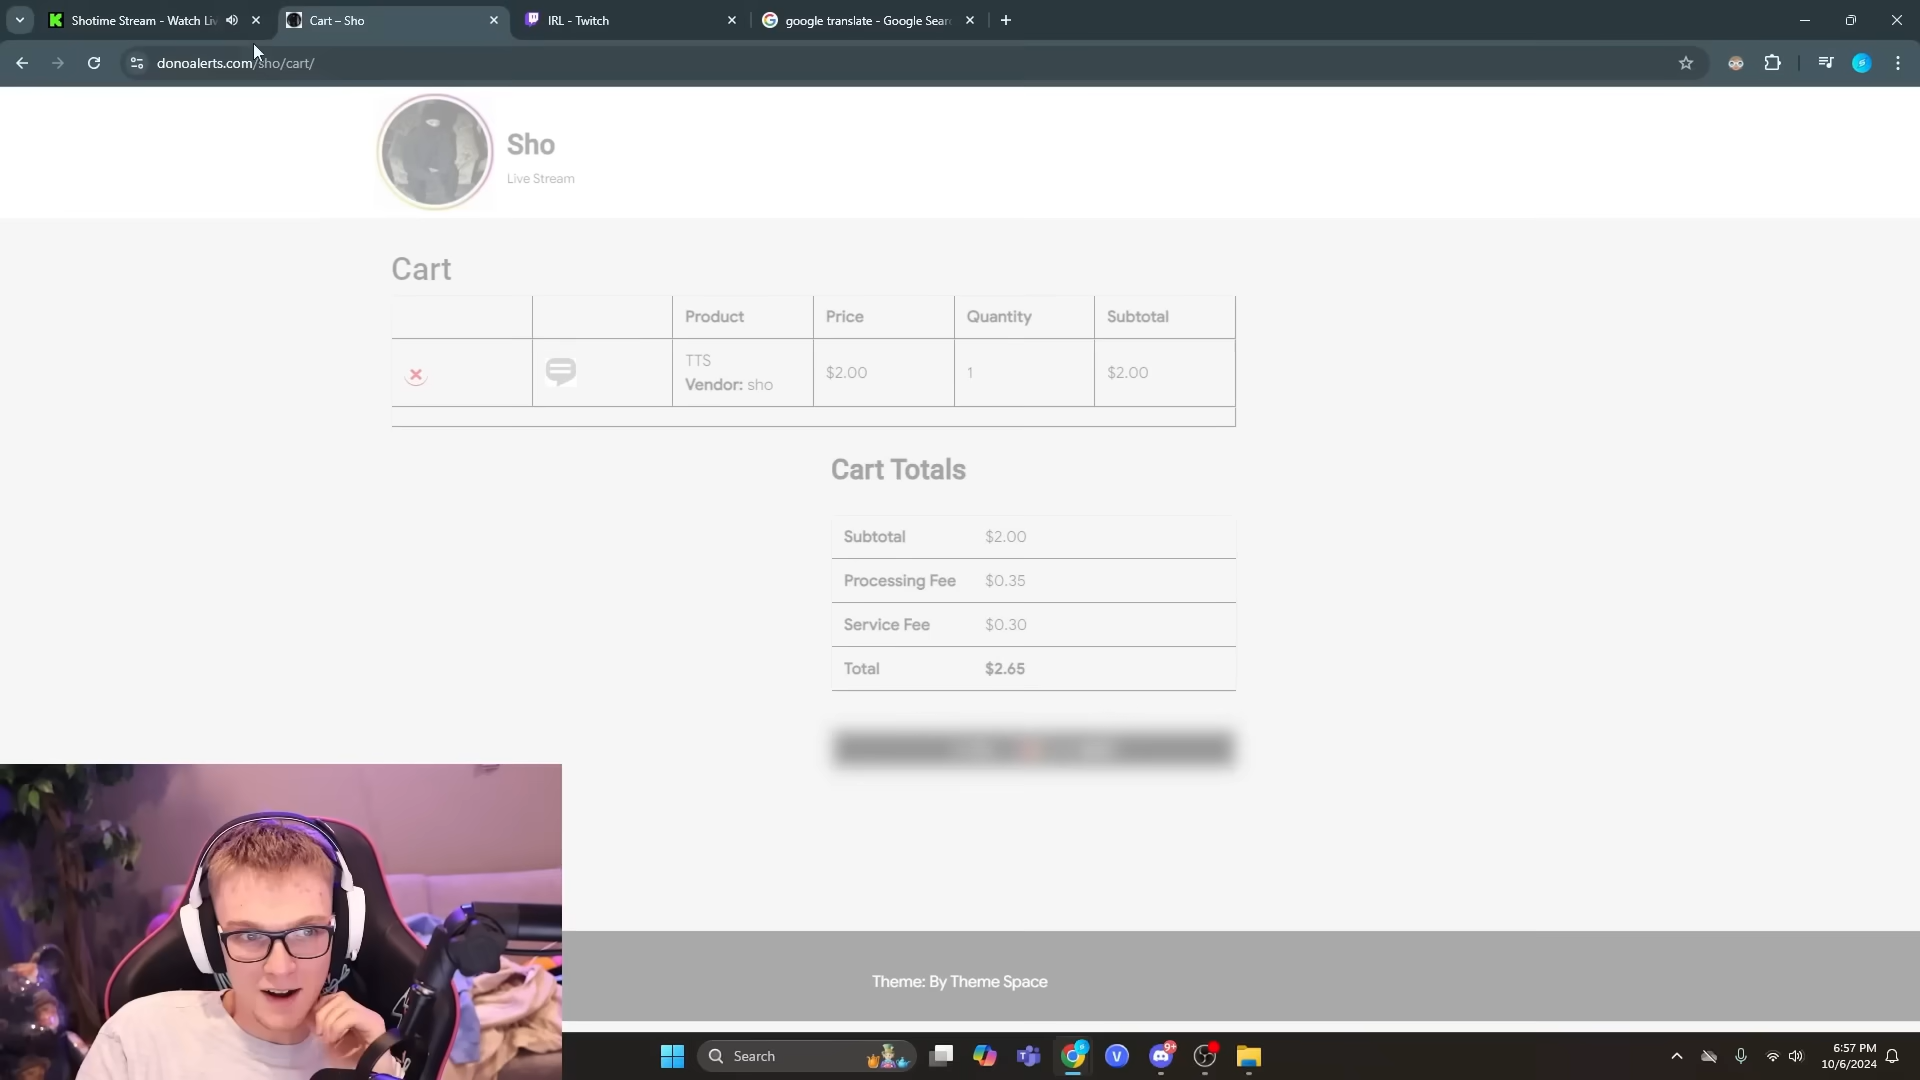 Shotime Stream - Watch Liv
Cart – Sho
IRL - Twitch
google translate - Google Sear
donoalerts.com/sho/cart/
Sho
Live Stream
Cart
Product Price Quantity Subtotal
TTS
Vendor: sho
$2.00 1 $2.00
Cart Totals
Subtotal $2.00
Processing Fee $0.35
Service Fee $0.30
Total $2.65
Theme: By Theme Space
Search
9+
6:57 PM
10/6/2024